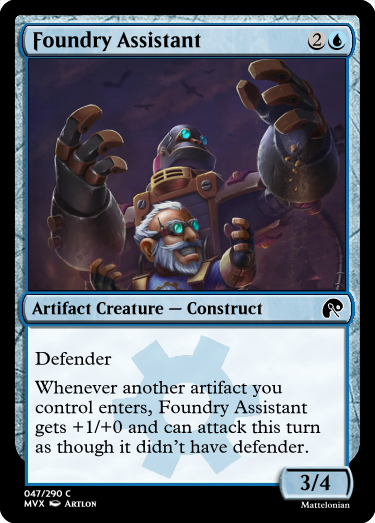 Foundry Assistant 2
Artifact Creature — Construct
Defender
Whenever another artifact you
control enters, Foundry Assistant
gets +1/+0 and can attack this turn
as though it didn't have defender.
3/4
047/290 C
MVX Artlon
Mattelonian